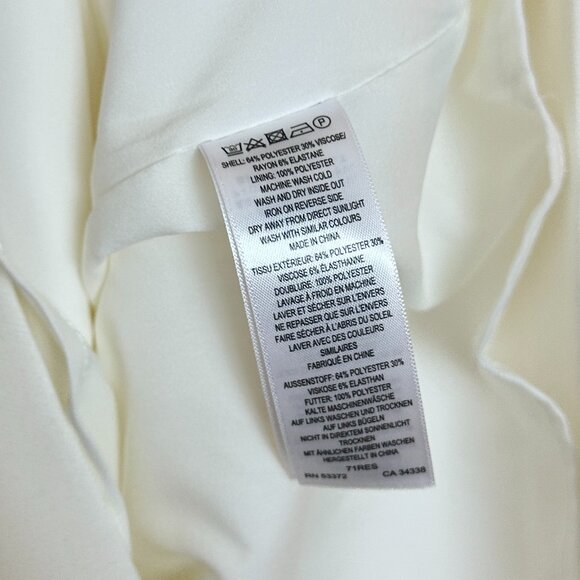 SHELL: 64% POLYESTER 30% VISCOSE/
RAYON 6% ELASTANE
LINING: 100% POLYESTER
MACHINE WASH COLD
WASH AND DRY INSIDE OUT
IRON ON REVERSE SIDE
DRY AWAY FROM DIRECT SUNLIGHT
WASH WITH SIMILAR COLOURS
MADE IN CHINA
TISSU EXTÉRIEUR: 64% POLYESTER 30%
VISCOSE 6% ÉLASTHANNE
DOUBLURE: 100% POLYESTER
LAVAGE À FROID EN MACHINE
LAVER ET SÉCHER SUR L'ENVERS
NE REPASSER QUE SUR L'ENVERS
FAIRE SÉCHER À L'ABRIS DU SOLEIL
LAVER AVEC DES COULEURS
SIMILAIRES
FABRIQUÉ EN CHINE
AUSSENSTOFF: 64% POLYESTER 30%
VISKOSE 6% ELASTHAN
FUTTER: 100% POLYESTER
KALTE MASCHINENWÄSCHE
AUF LINKS WASCHEN UND TROCKNEN
AUF LINKS BÜGELN
NICHT IN DIREKTEM SONNENLICHT
TROCKNEN
MIT ÄHNLICHEN FARBEN WASCHEN
HERGESTELLT IN CHINA
71RES
RN 53372 CA 34338